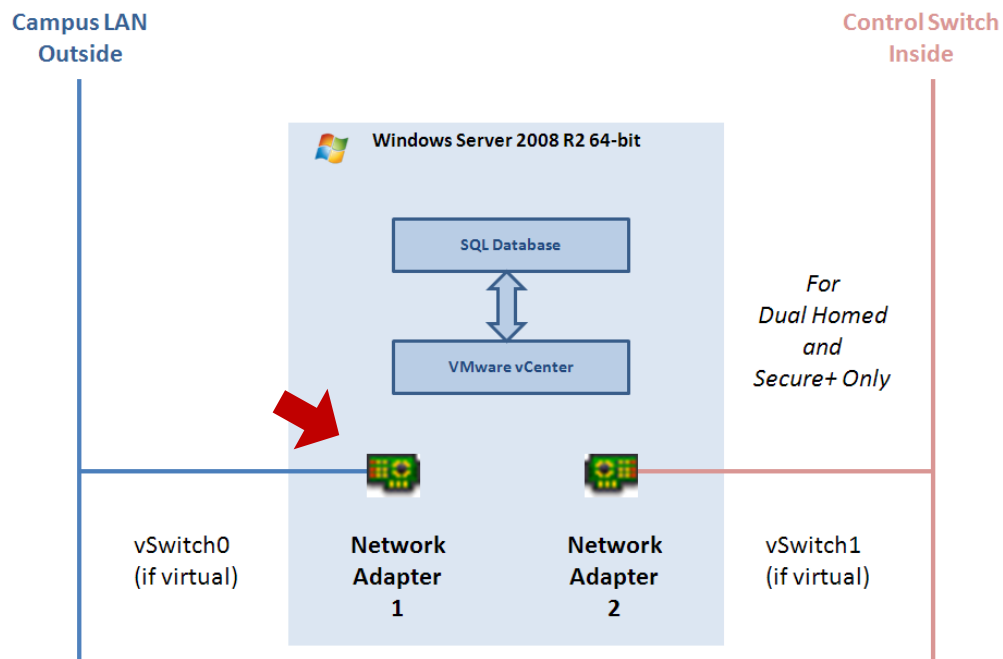 Campus LAN
Outside
Control Switch
Inside
Windows Server 2008 R2 64-bit
SQL Database
For
Dual Homed
and
Secure+ Only
VMware vCenter
vSwitch0
(if virtual)
Network
Adapter
1
Network
Adapter
2
vSwitch1
(if virtual)